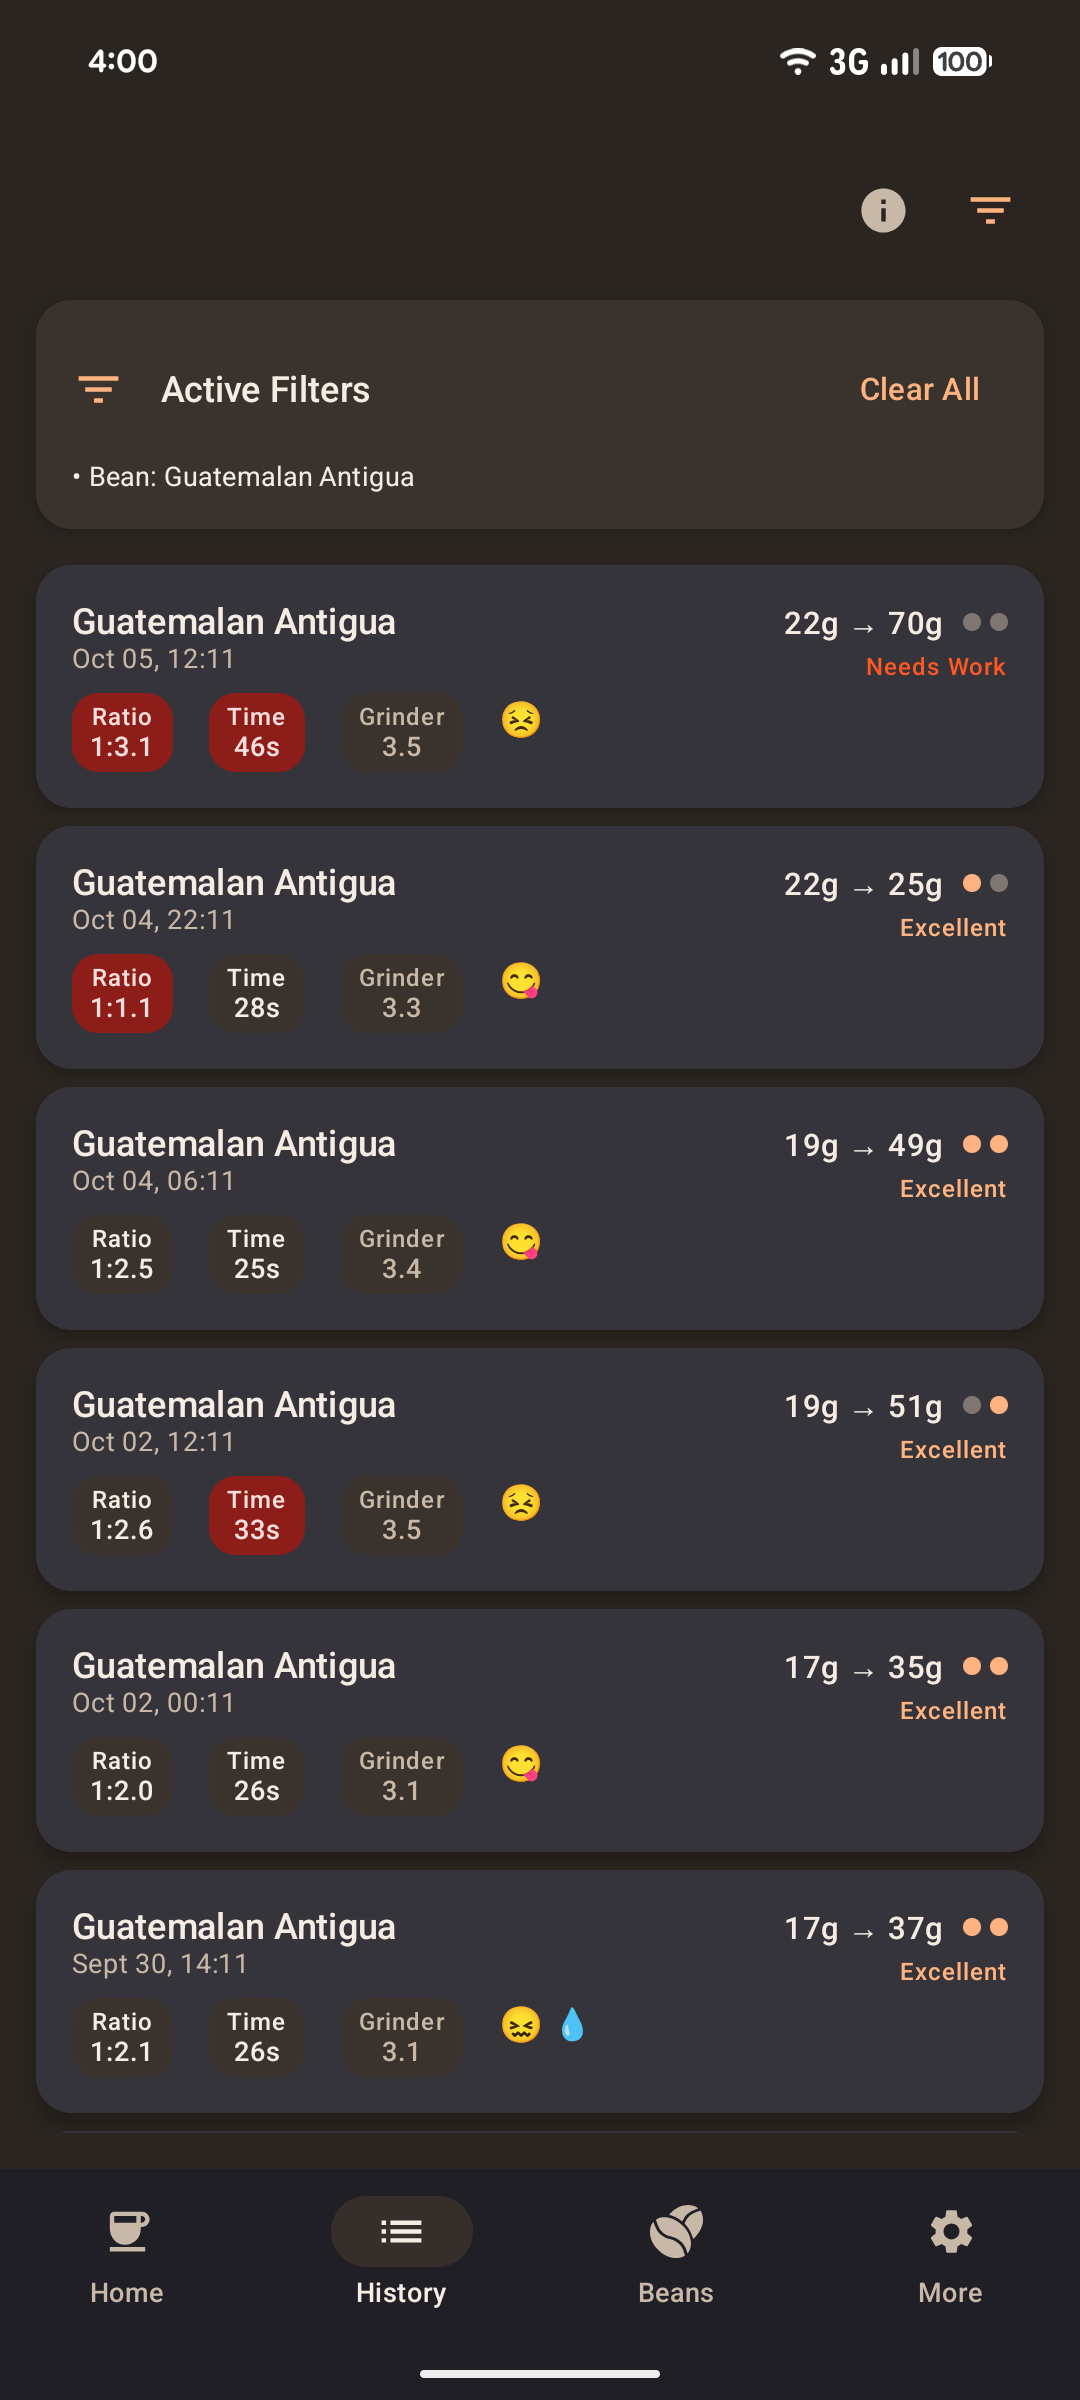 4:00
3G
100
Active Filters
Clear All
• Bean: Guatemalan Antigua
Guatemalan Antigua
22g → 70g
Oct 05, 12:11
Needs Work
Ratio
1:3.1
Time
46s
Grinder
3.5
Guatemalan Antigua
22g → 25g
Oct 04, 22:11
Excellent
Ratio
1:1.1
Time
28s
Grinder
3.3
Guatemalan Antigua
19g → 49g
Oct 04, 06:11
Excellent
Ratio
1:2.5
Time
25s
Grinder
3.4
Guatemalan Antigua
19g → 51g
Oct 02, 12:11
Excellent
Ratio
1:2.6
Time
33s
Grinder
3.5
Guatemalan Antigua
17g → 35g
Oct 02, 00:11
Excellent
Ratio
1:2.0
Time
26s
Grinder
3.1
Guatemalan Antigua
17g → 37g
Sept 30, 14:11
Excellent
Ratio
1:2.1
Time
26s
Grinder
3.1
Home
History
Beans
More